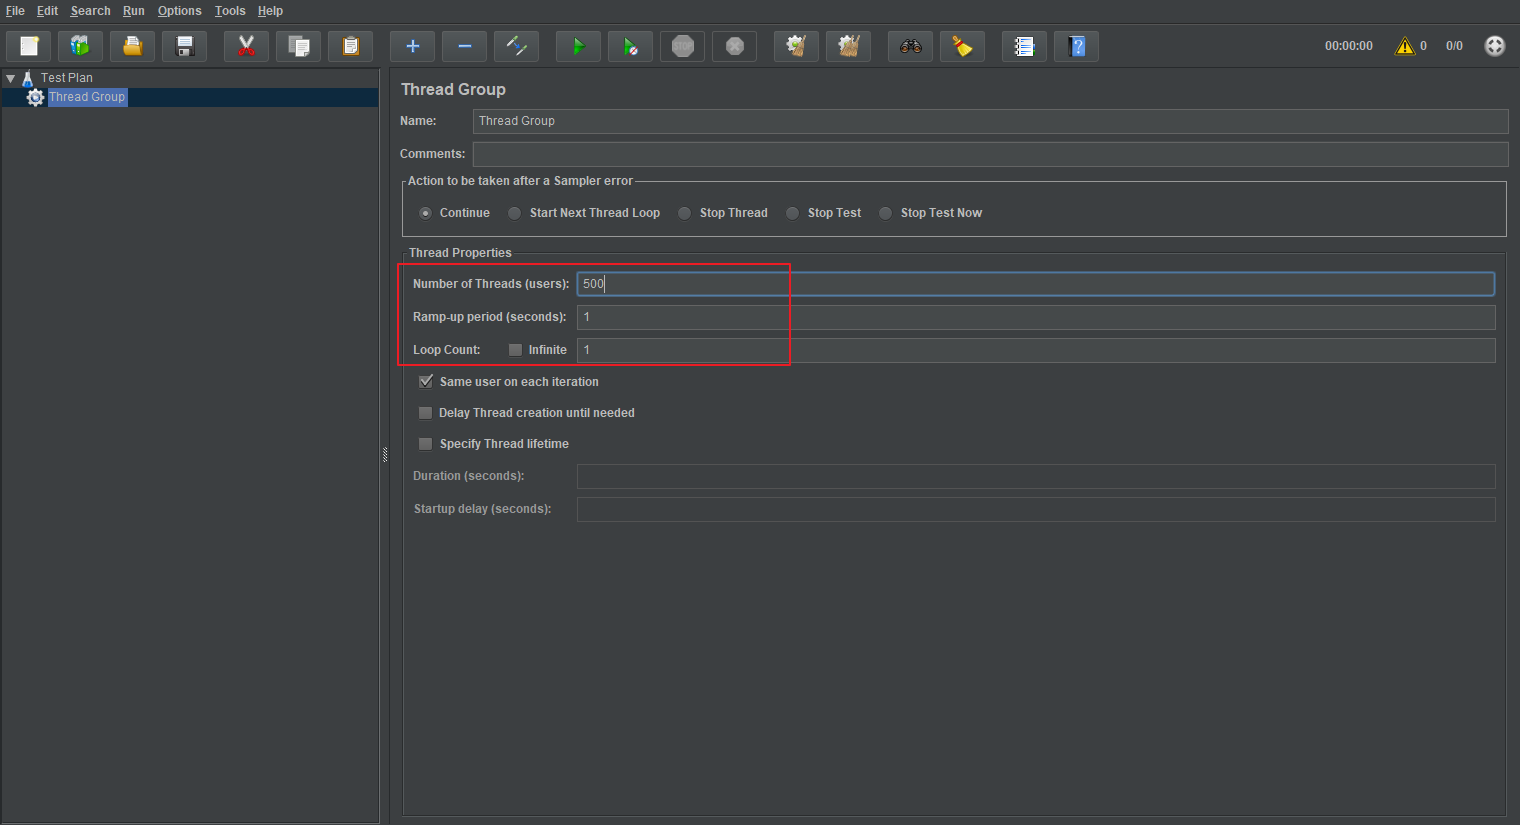 File Edit Search Run Options Tools Help
STOP 00:00:00 0 0/0
Test Plan
Thread Group
Thread Group
Name: Thread Group
Comments:
Action to be taken after a Sampler error
Continue Start Next Thread Loop Stop Thread Stop Test Stop Test Now
Thread Properties
Number of Threads (users): 500
Ramp-up period (seconds): 1
Loop Count: Infinite 1
Same user on each iteration
Delay Thread creation until needed
Specify Thread lifetime
Duration (seconds):
Startup delay (seconds):